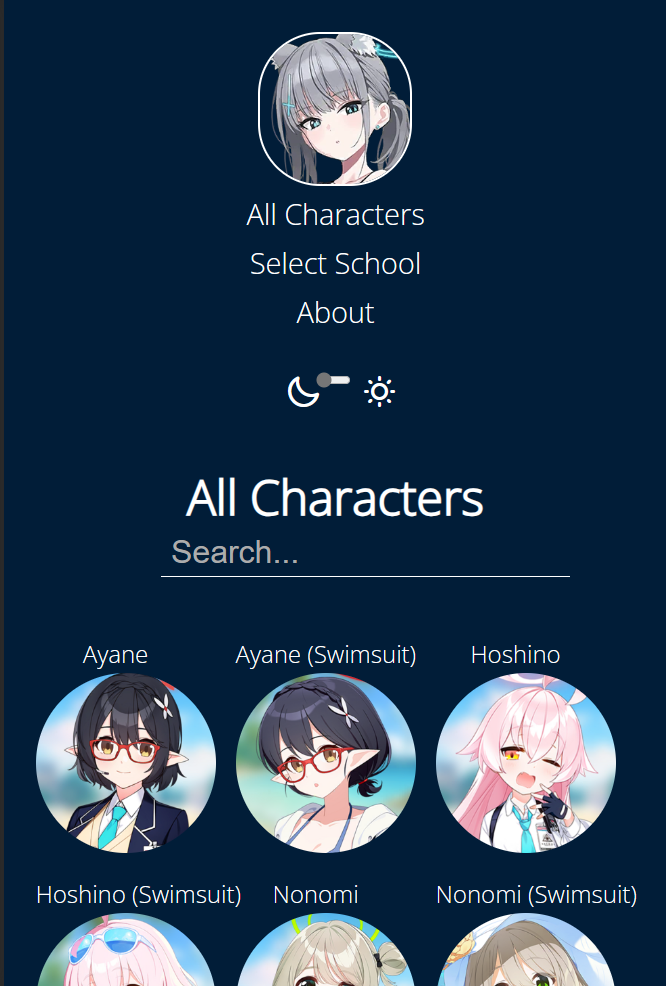 All Characters
Select School
About
All Characters
Search...
Ayane
Ayane (Swimsuit)
Hoshino
Hoshino (Swimsuit)
Nonomi
Nonomi (Swimsuit)